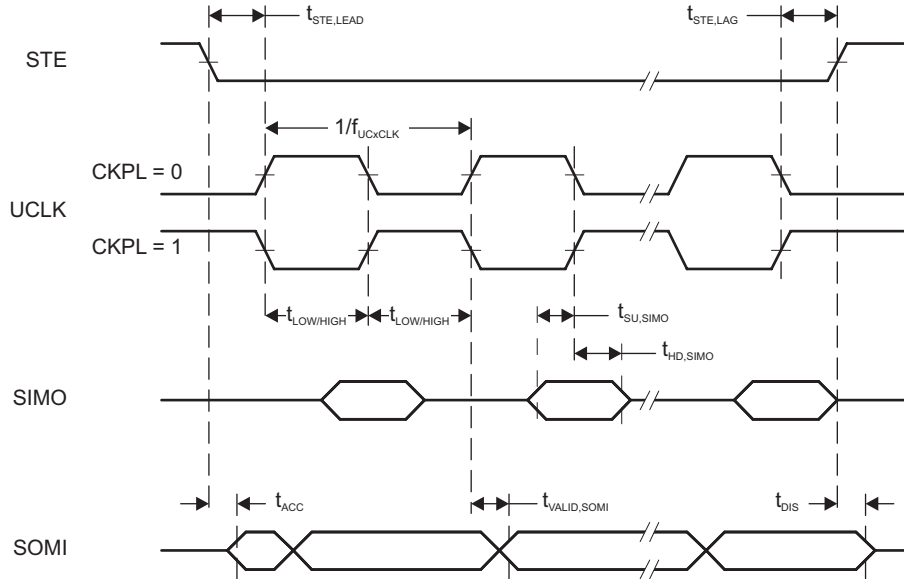 tSTE,LEAD
tSTE,LAG
STE
1/fUCxCLK
CKPL = 0
UCLK
CKPL = 1
tLOW/HIGH tLOW/HIGH
tSU,SIMO
tHD,SIMO
SIMO
tACC
tVALID,SOMI
tDIS
SOMI